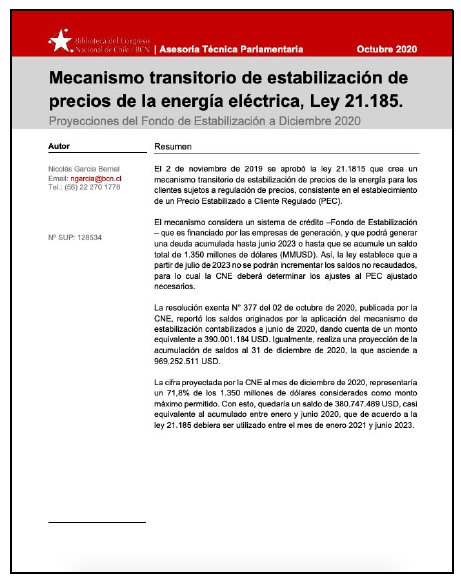 Biblioteca del Congreso
Nacional de Chile / BCN | Asesoría Técnica Parlamentaria Octubre 2020
Mecanismo transitorio de estabilización de
precios de la energía eléctrica, Ley 21.185.
Proyecciones del Fondo de Estabilización a Diciembre 2020
Autor
Nicolás García Bernal
Email: ngarcia@bcn.cl
Tel.: (56) 22 270 1778
Nº SUP: 128534
Resumen
El 2 de noviembre de 2019 se aprobó la ley 21.1815 que crea un
mecanismo transitorio de estabilización de precios de la energía para los
clientes sujetos a regulación de precios, consistente en el establecimiento
de un Precio Estabilizado a Cliente Regulado (PEC).
El mecanismo considera un sistema de crédito –Fondo de Estabilización
– que es financiado por las empresas de generación, y que podrá generar
una deuda acumulada hasta junio 2023 o hasta que se acumule un saldo
total de 1.350 millones de dólares (MMUSD). Así, la ley establece que a
partir de julio de 2023 no se podrán incrementar los saldos no recaudados,
para lo cual la CNE deberá determinar los ajustes al PEC ajustado
necesarios.
La resolución exenta N° 377 del 02 de octubre de 2020, publicada por la
CNE, reportó los saldos originados por la aplicación del mecanismo de
estabilización contabilizados a junio de 2020, dando cuenta de un monto
equivalente a 390.001.184 USD. Igualmente, realiza una proyección de la
acumulación de saldos al 31 de diciembre de 2020, la que asciende a
969.252.511 USD.
La cifra proyectada por la CNE al mes de diciembre de 2020, representaría
un 71,8% de los 1.350 millones de dólares considerados como monto
máximo permitido. Con esto, quedaría un saldo de 380.747.489 USD, casi
equivalente al acumulado entre enero y junio 2020, que de acuerdo a la
ley 21.185 debiera ser utilizado entre el mes de enero 2021 y junio 2023.